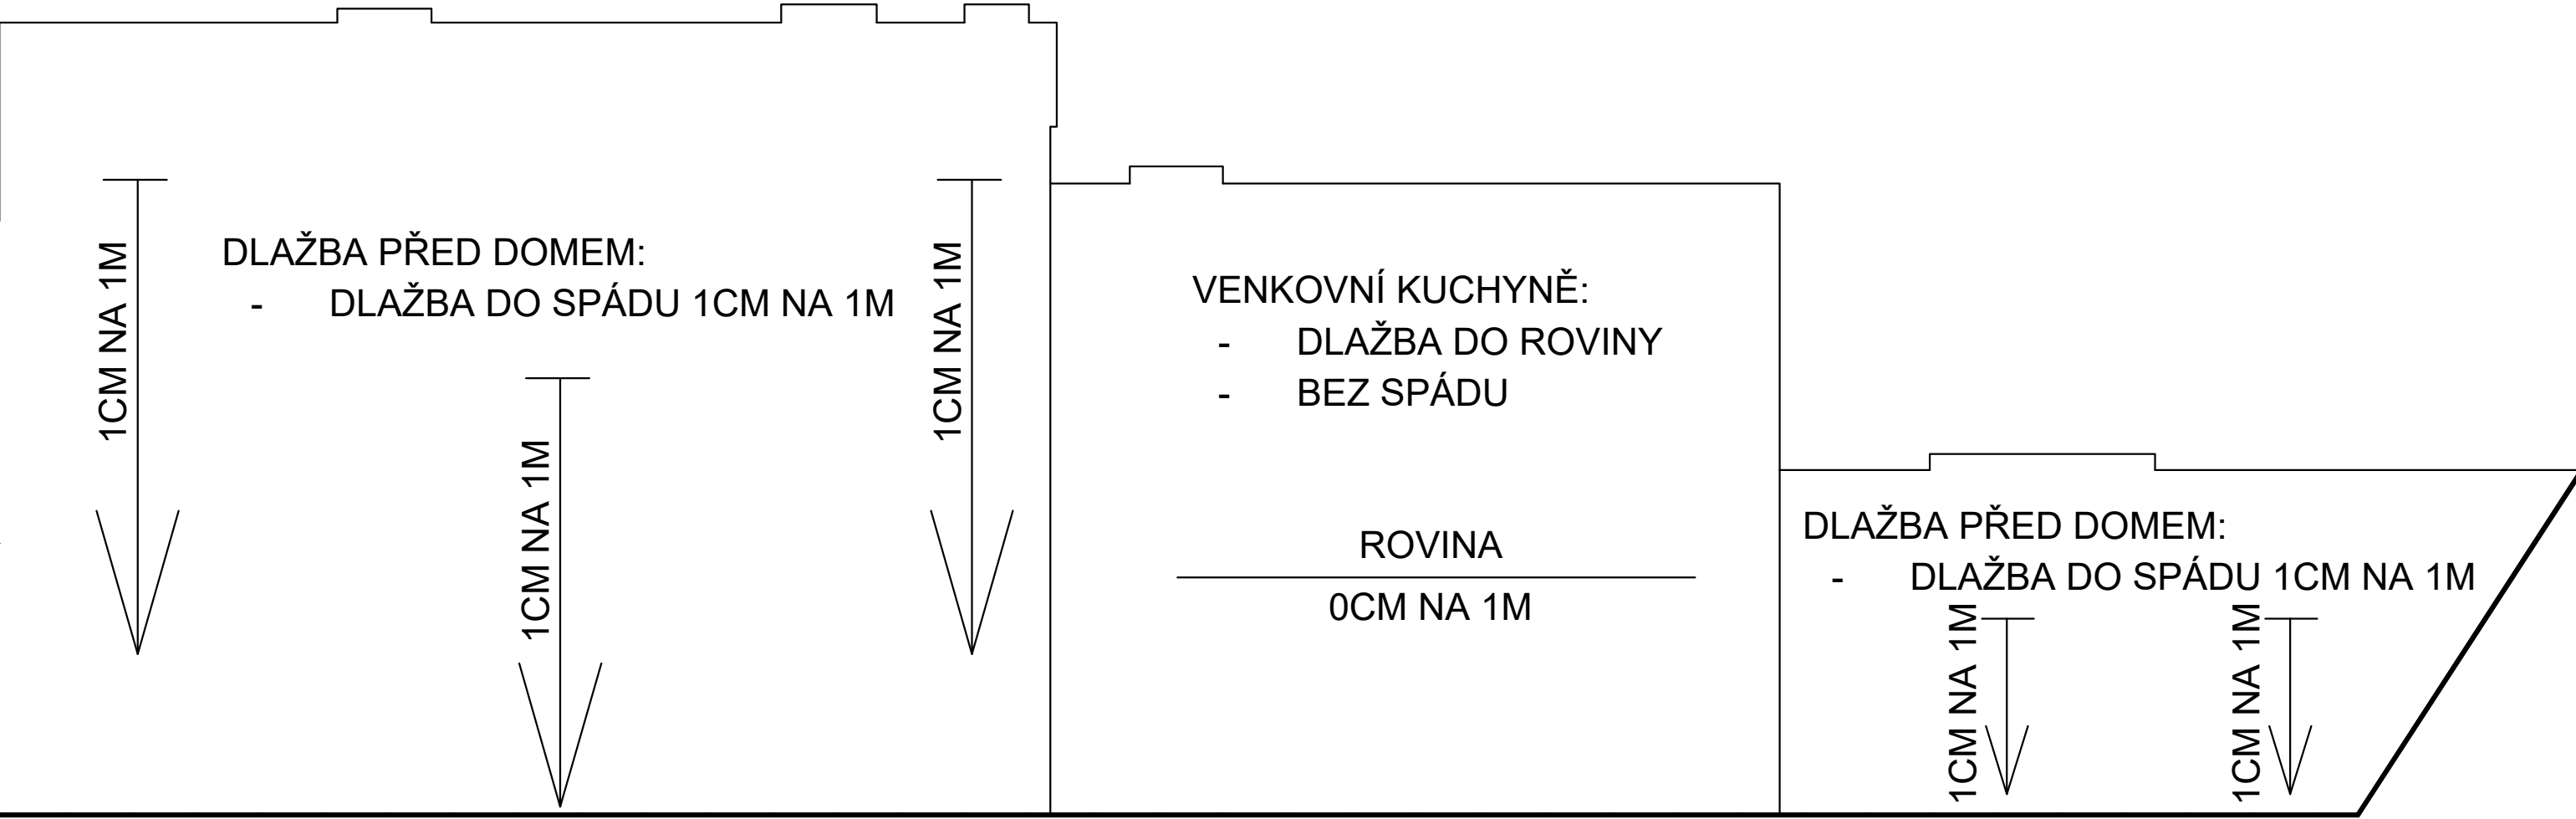 1CM NA 1M
DLAŽBA PŘED DOMEM:
- DLAŽBA DO SPÁDU 1CM NA 1M
1CM NA 1M
1CM NA 1M
VENKOVNÍ KUCHYNĚ:
- DLAŽBA DO ROVINY
- BEZ SPÁDU
ROVINA
0CM NA 1M
DLAŽBA PŘED DOMEM:
- DLAŽBA DO SPÁDU 1CM NA 1M
1CM NA 1M
1CM NA 1M